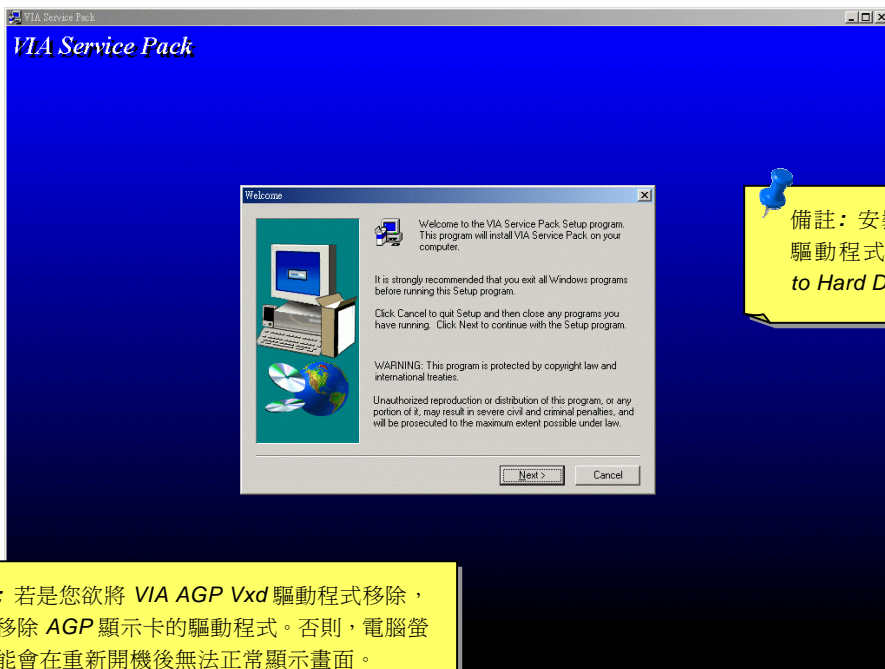 VIA Service Pack
VIA Service Pack
Welcome
Welcome to the VIA Service Pack Setup program.
This program will install VIA Service Pack on your
computer.
It is strongly recommended that you exit all Windows programs
before running this Setup program.
Click Cancel to quit Setup and then close any programs you
have running. Click Next to continue with the Setup program.
WARNING: This program is protected by copyright law and
international treaties.
Unauthorized reproduction or distribution of this program, or any
portion of it, may result in severe civil and criminal penalties, and
will be prosecuted to the maximum extent possible under law.
Next >
Cancel
備註: 安
驅動程式
to Hard D
: 若是您欲將 VIA AGP Vxd 驅動程式移除，
移除 AGP 顯示卡的驅動程式。否則，電腦螢
能會在重新開機後無法正常顯示畫面。